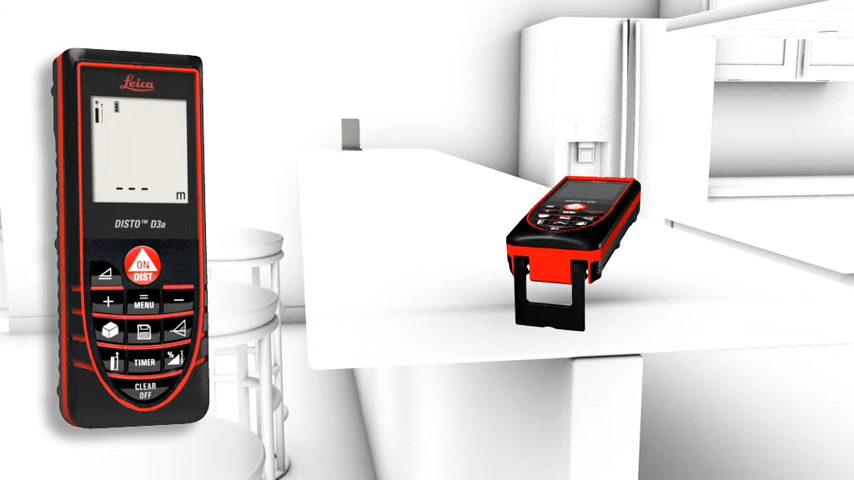 Leica
--- m
DISTO™ D3a
ON
DIST
+ = −
MENU
%
TIMER
CLEAR
OFF